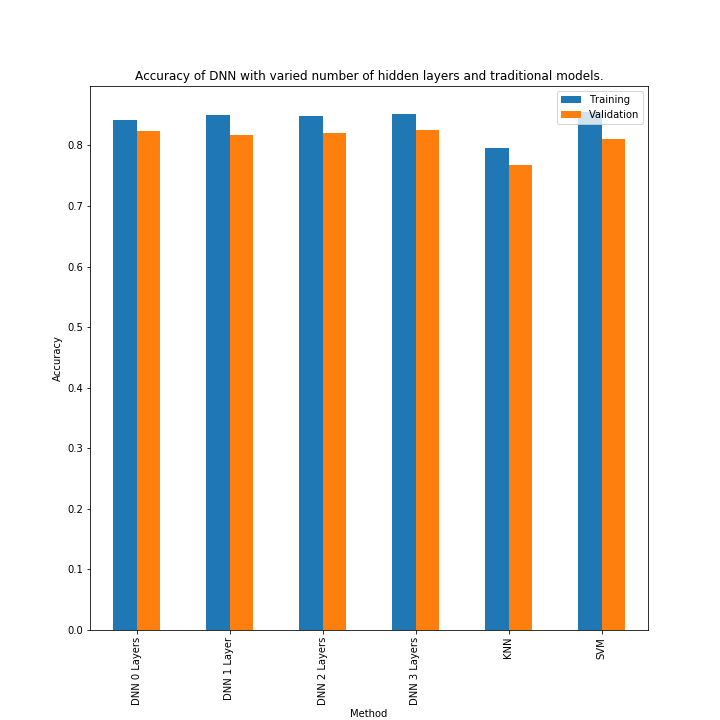 Accuracy of DNN with varied number of hidden layers and traditional models.
Training
Validation
0.8
0.7
0.6
0.5
0.4
0.3
0.2
0.1
0.0
Accuracy
DNN 0 Layers
DNN 1 Layer
DNN 2 Layers
DNN 3 Layers
KNN
SVM
Method